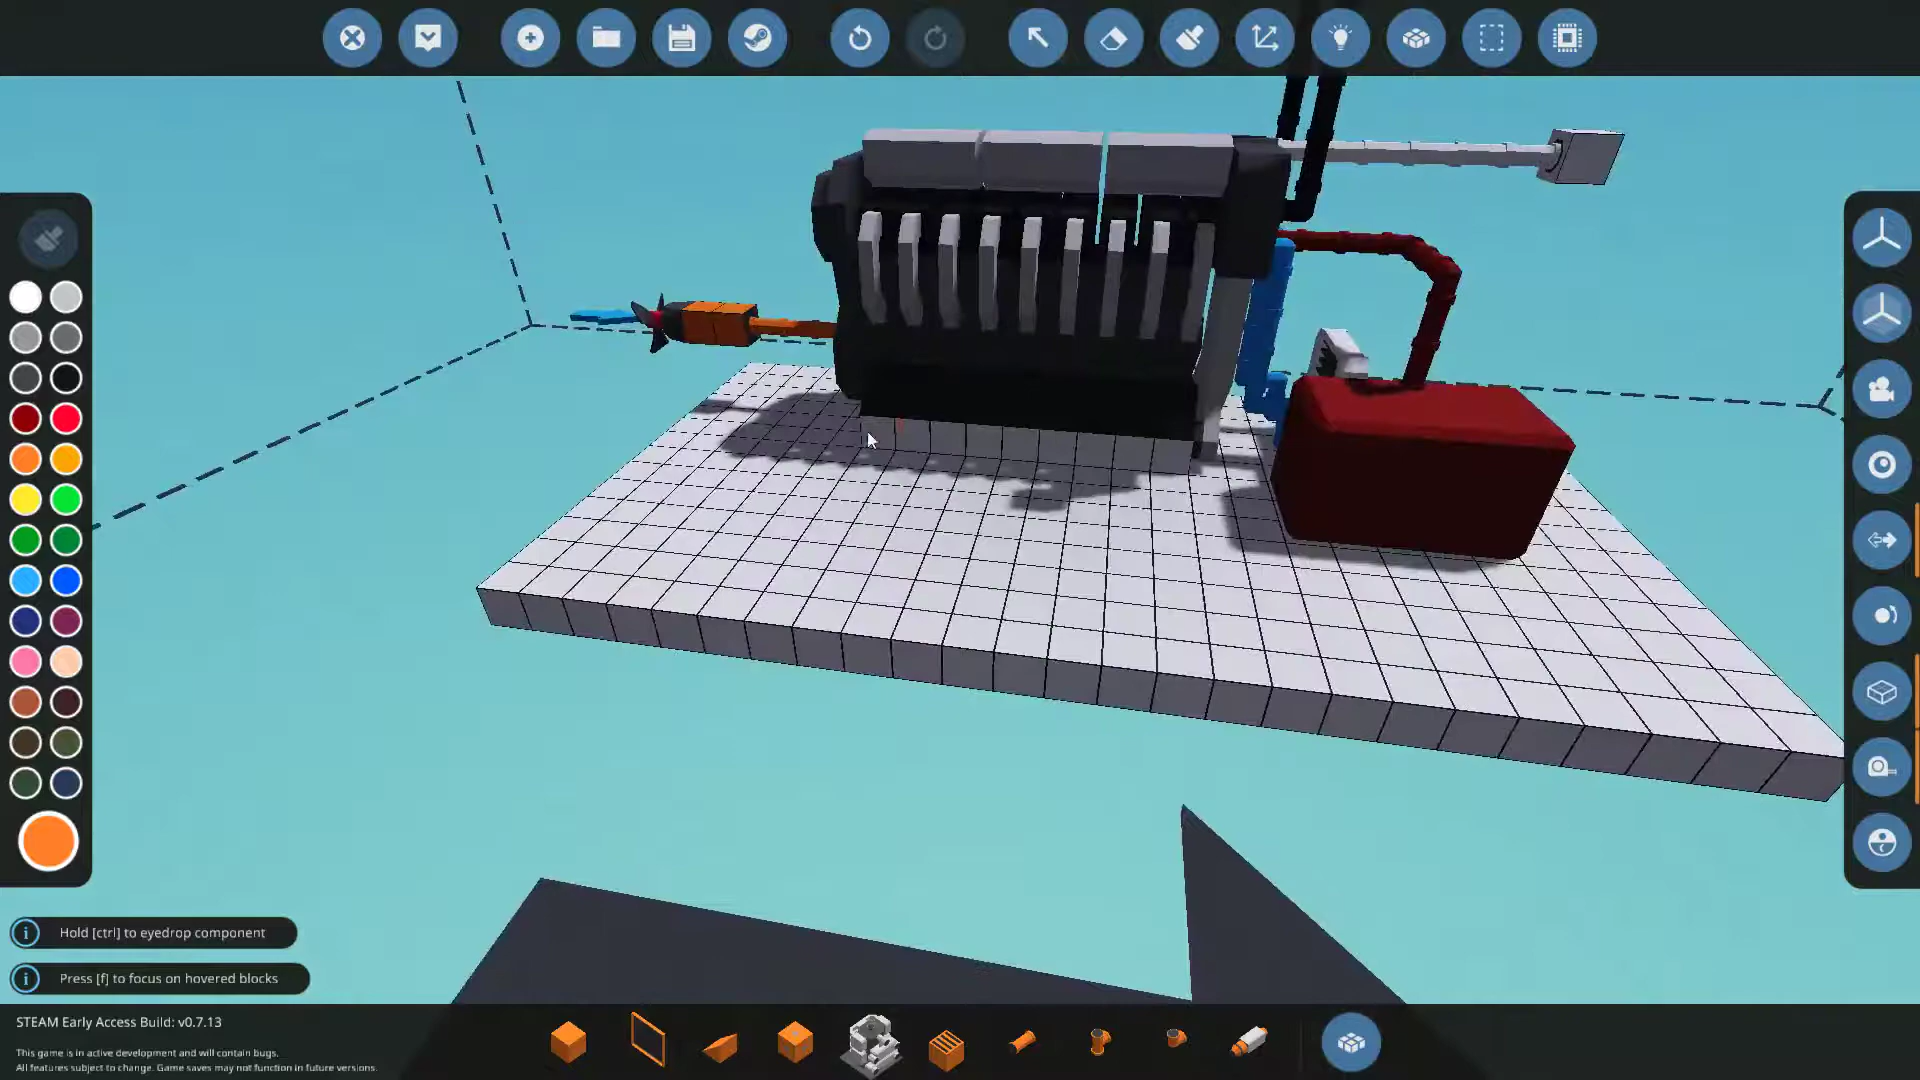 Hold [ctrl] to eyedrop component
Press [f] to focus on hovered blocks
STEAM Early Access Build: v0.7.13
This game is in active development and will contain bugs.
All features subject to change. Game saves may not function in future versions.